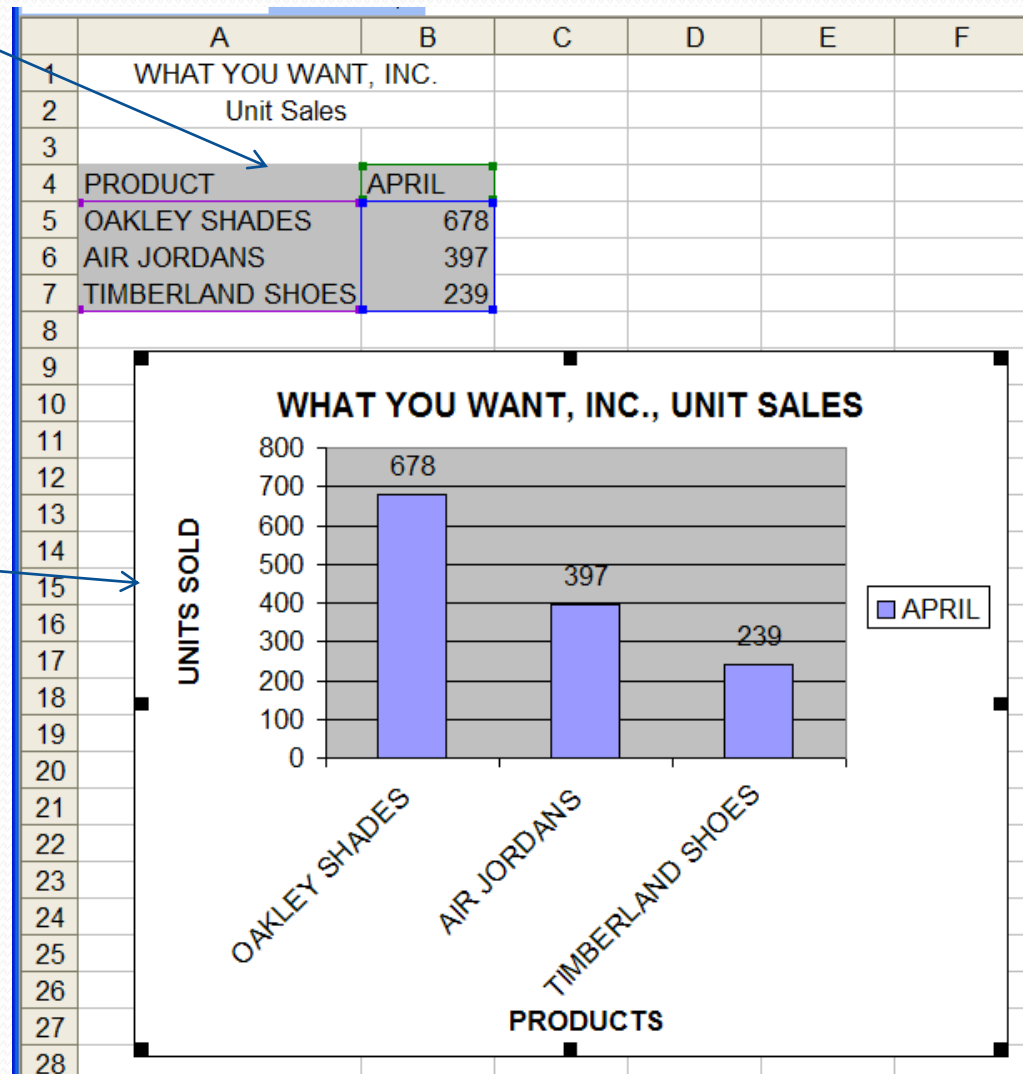 A B C D E F
1 WHAT YOU WANT, INC.
2 Unit Sales
3
4 PRODUCT APRIL
5 OAKLEY SHADES 678
6 AIR JORDANS 397
7 TIMBERLAND SHOES 239
8
9
10
11
12
13
14
15
16
17
18
19
20
21
22
23
24
25
26
27
28
WHAT YOU WANT, INC., UNIT SALES
UNITS SOLD
800
700
600
500
400
300
200
100
0
678
397
239
APRIL
OAKLEY SHADES
AIR JORDANS
TIMBERLAND SHOES
PRODUCTS